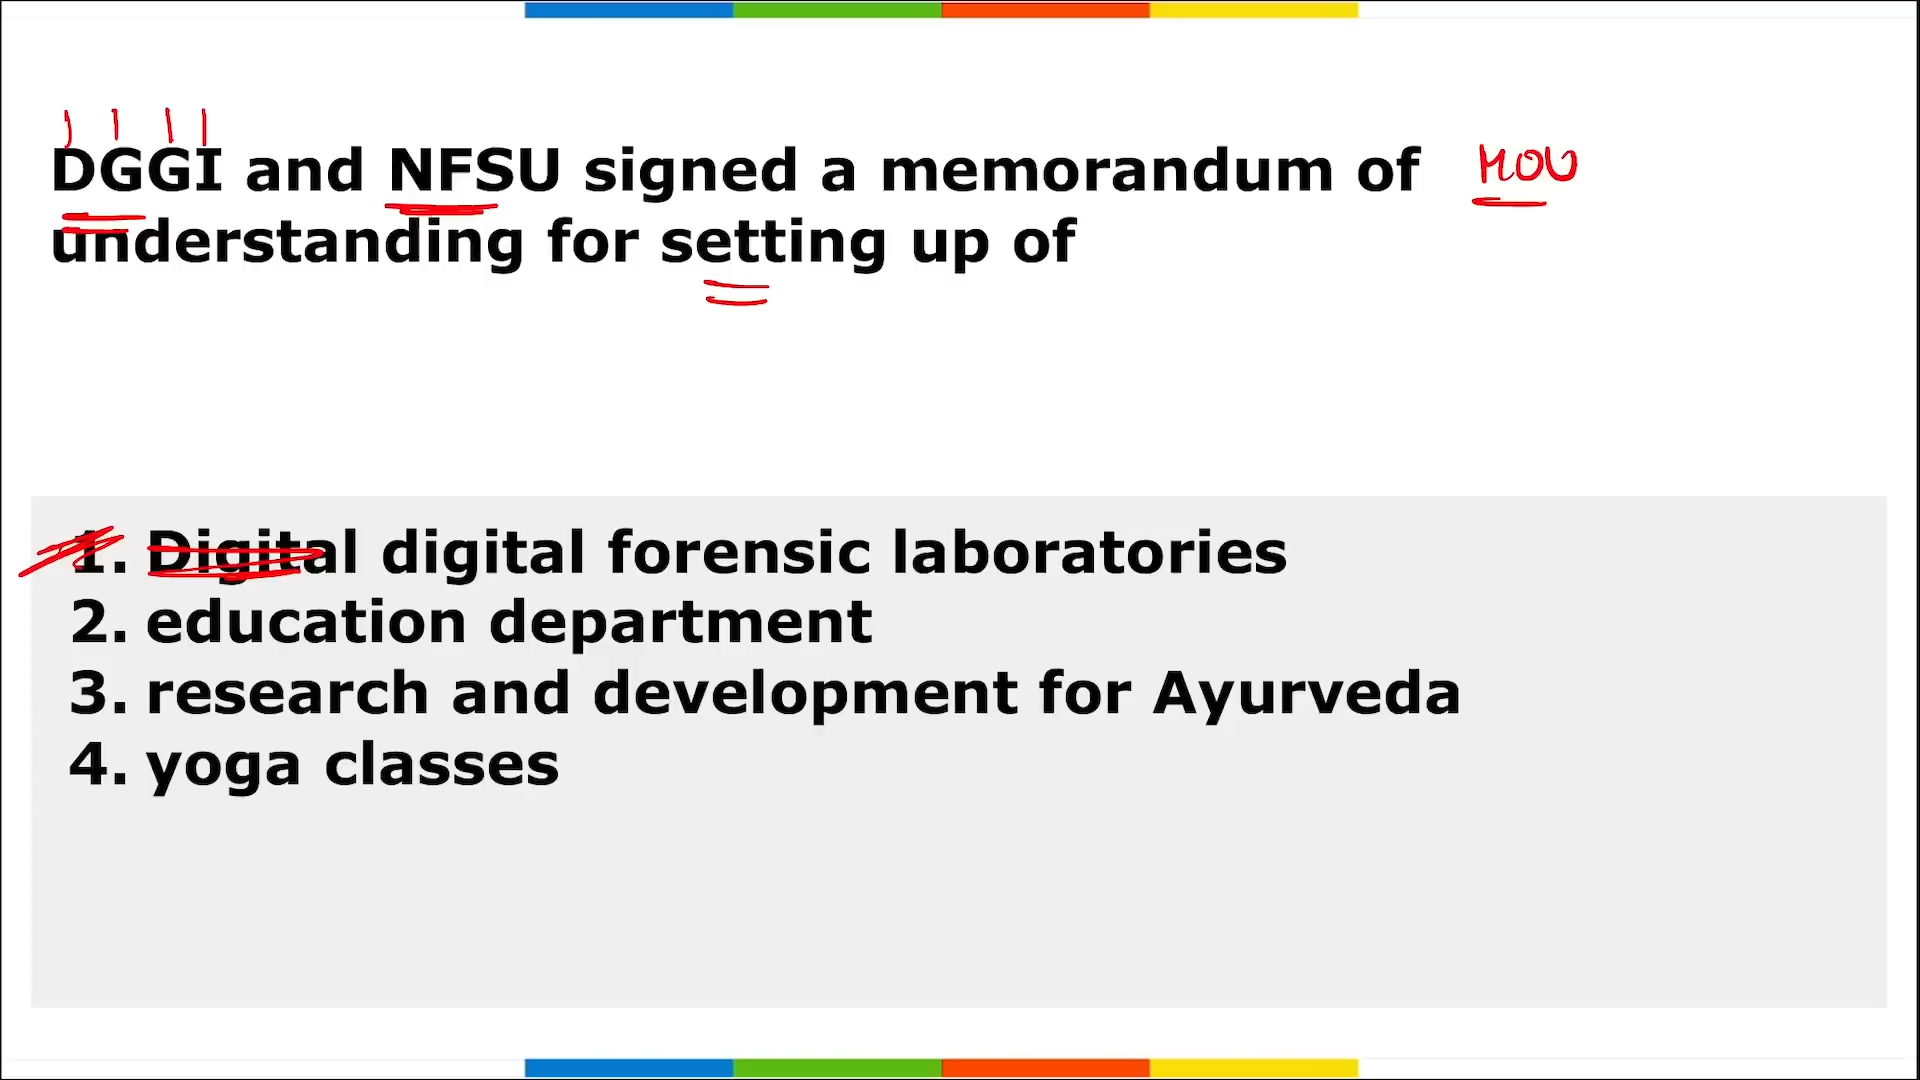 DGGI and NFSU signed a memorandum of MOU
understanding for setting up of
1. Digital digital forensic laboratories
2. education department
3. research and development for Ayurveda
4. yoga classes